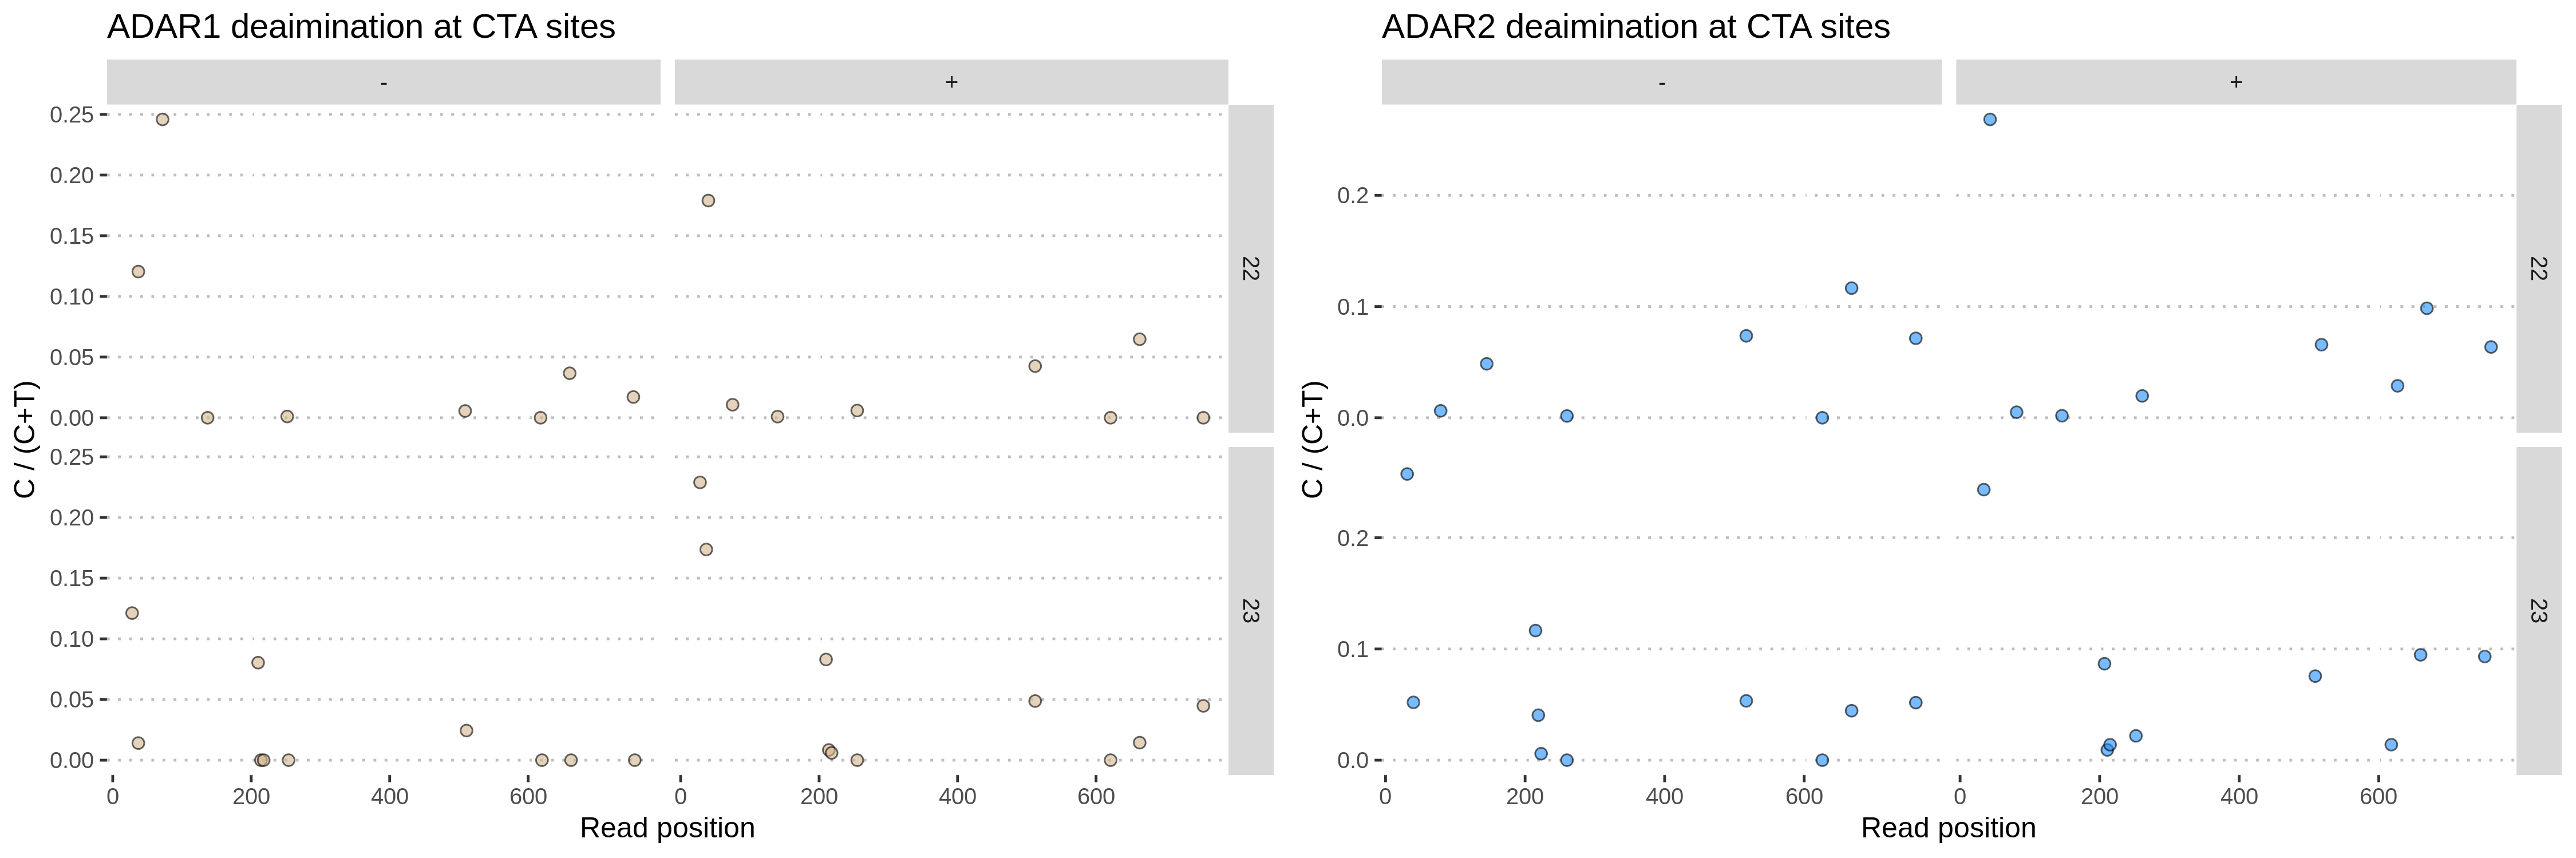 ADAR1 deaimination at CTA sites
-
+
0.25
0.20
0.15
0.10
0.05
0.00
22
0.25
0.20
0.15
0.10
0.05
0.00
23
C / (C+T)
0 200 400 600
0 200 400 600
Read position
ADAR2 deaimination at CTA sites
-
+
0.2
0.1
0.0
22
0.2
0.1
0.0
23
C / (C+T)
0 200 400 600
0 200 400 600
Read position